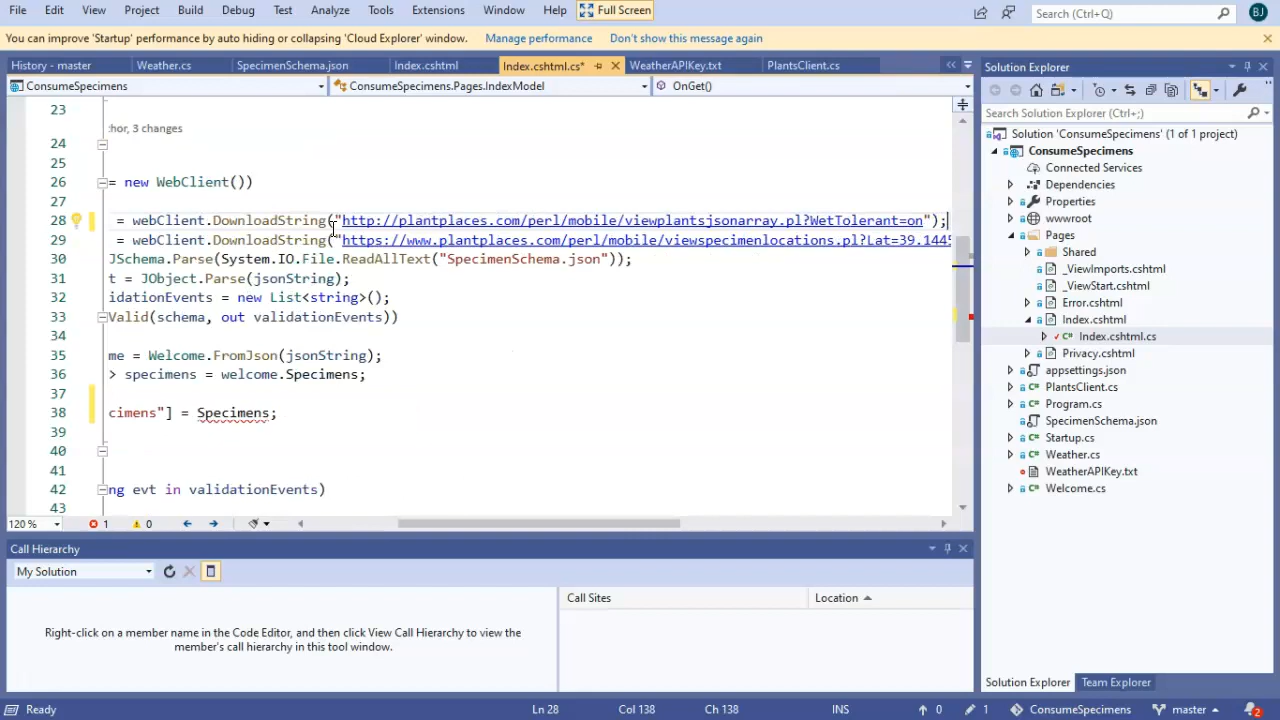 File Edit View Project Build Debug Test Analyze Tools Extensions Window Help Full Screen Search (Ctrl+Q) BJ
You can improve 'Startup' performance by auto hiding or collapsing 'Cloud Explorer' window. Manage performance Don't show this message again
History - master Weather.cs SpecimenSchema.json Index.cshtml Index.cshtml.cs* WeatherAPIKey.txt PlantsClient.cs
ConsumeSpecimens ConsumeSpecimens.Pages.IndexModel OnGet()
23
hor, 3 changes
24
25
26 = new WebClient())
27
28 = webClient.DownloadString("http://plantplaces.com/perl/mobile/viewplantsjsonarray.pl?WetTolerant=on");
29 = webClient.DownloadString("https://www.plantplaces.com/perl/mobile/viewspecimenlocations.pl?Lat=39.1445
30 JSchema.Parse(System.IO.File.ReadAllText("SpecimenSchema.json"));
31 t = JObject.Parse(jsonString);
32 idationEvents = new List<string>();
33 Valid(schema, out validationEvents))
34
35 me = Welcome.FromJson(jsonString);
36 > specimens = welcome.Specimens;
37
38 cimens"] = Specimens;
39
40
41
42 ng evt in validationEvents)
43
120 % 1 0
Call Hierarchy
My Solution
Call Sites Location
Right-click on a member name in the Code Editor, and then click View Call Hierarchy to view the
member's call hierarchy in this tool window.
Solution Explorer
Search Solution Explorer (Ctrl+;)
Solution 'ConsumeSpecimens' (1 of 1 project)
ConsumeSpecimens
Connected Services
Dependencies
Properties
wwwroot
Pages
Shared
_ViewImports.cshtml
_ViewStart.cshtml
Error.cshtml
Index.cshtml
Index.cshtml.cs
Privacy.cshtml
appsettings.json
PlantsClient.cs
Program.cs
SpecimenSchema.json
Startup.cs
Weather.cs
WeatherAPIKey.txt
Welcome.cs
Solution Explorer Team Explorer
Ready Ln 28 Col 138 Ch 138 INS 0 1 ConsumeSpecimens master 2